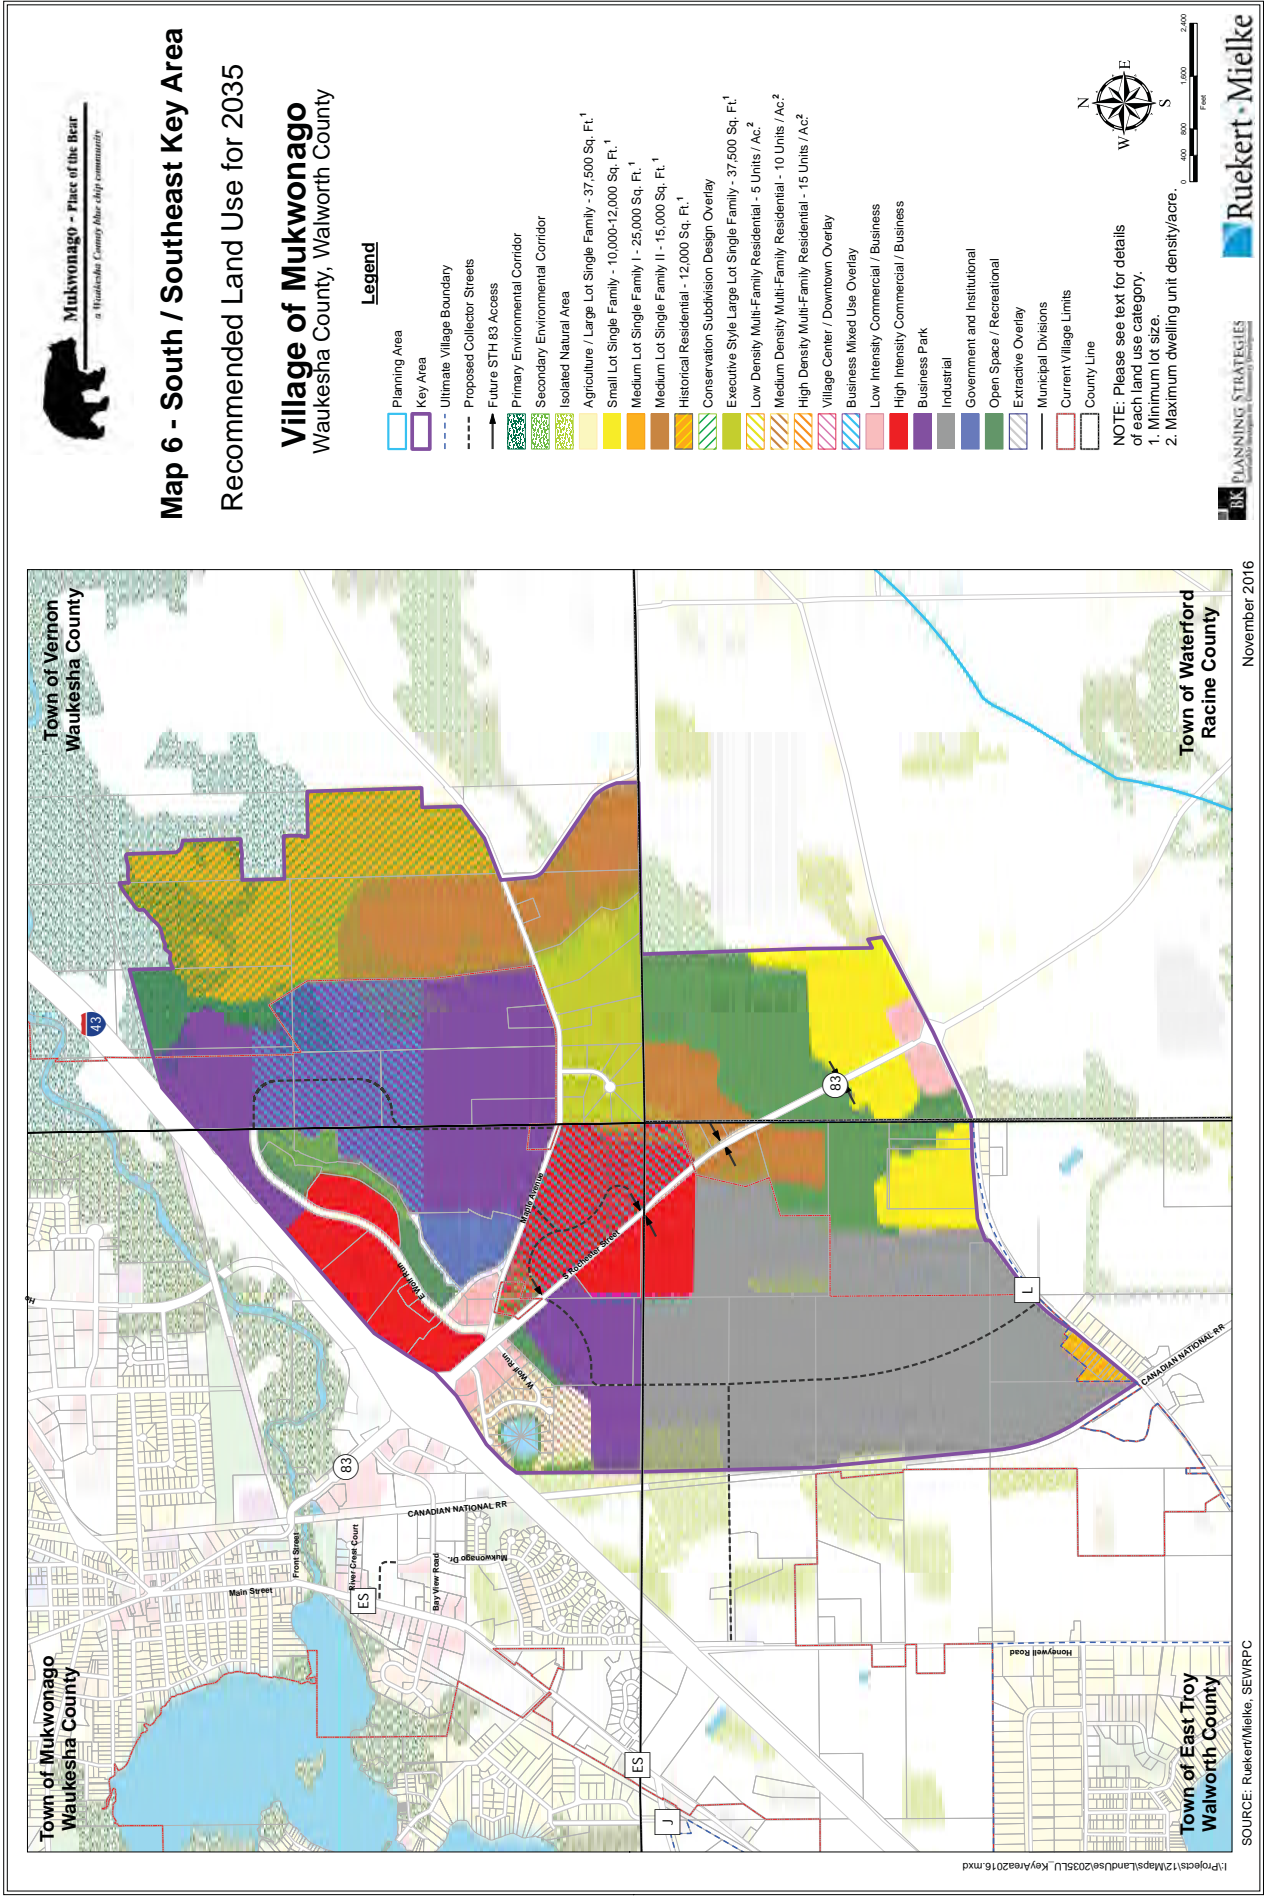 Mukwonago - Place of the Bear
a Waukesha County blue chip community
Map 6 - South / Southeast Key Area
Recommended Land Use for 2035
Village of Mukwonago
Waukesha County, Walworth County
Legend
Planning Area
Key Area
Ultimate Village Boundary
Proposed Collector Streets
Future STH 83 Access
Primary Environmental Corridor
Secondary Environmental Corridor
Isolated Natural Area
Agriculture / Large Lot Single Family - 37,500 Sq. Ft.1
Small Lot Single Family - 10,000-12,000 Sq. Ft.1
Medium Lot Single Family I - 25,000 Sq. Ft.1
Medium Lot Single Family II - 15,000 Sq. Ft.1
Historical Residential - 12,000 Sq. Ft.1
Conservation Subdivision Design Overlay
Executive Style Large Lot Single Family - 37,500 Sq. Ft.1
Low Density Multi-Family Residential - 5 Units / Ac.2
Medium Density Multi-Family Residential - 10 Units / Ac.2
High Density Multi-Family Residential - 15 Units / Ac.2
Village Center / Downtown Overlay
Business Mixed Use Overlay
Low Intensity Commercial / Business
High Intensity Commercial / Business
Business Park
Industrial
Government and Institutional
Open Space / Recreational
Extractive Overlay
Municipal Divisions
Current Village Limits
County Line
NOTE: Please see text for details
of each land use category.
1. Minimum lot size.
2. Maximum dwelling unit density/acre.
N
W
E
S
0 400 800 1,600 2,400
Feet
BK PLANNING STRATEGIES
Ruekert · Mielke
Town of Mukwonago
Waukesha County
Town of Vernon
Waukesha County
43
Ho
83
CANADIAN NATIONAL RR
Front Street
Main Street
River Crest Court
ES
Bay View Road
Mukwonago Dr.
E Wolf Run
W Wolf Run
Maple Avenue
S Rochester Street
ES
J
83
L
CANADIAN NATIONAL RR
Honeywell Road
Town of East Troy
Walworth County
Town of Waterford
Racine County
SOURCE: Ruekert/Mielke, SEWRPC
November 2016
I:\Projects\12\Maps\LandUse\2035LU_KeyArea2016.mxd